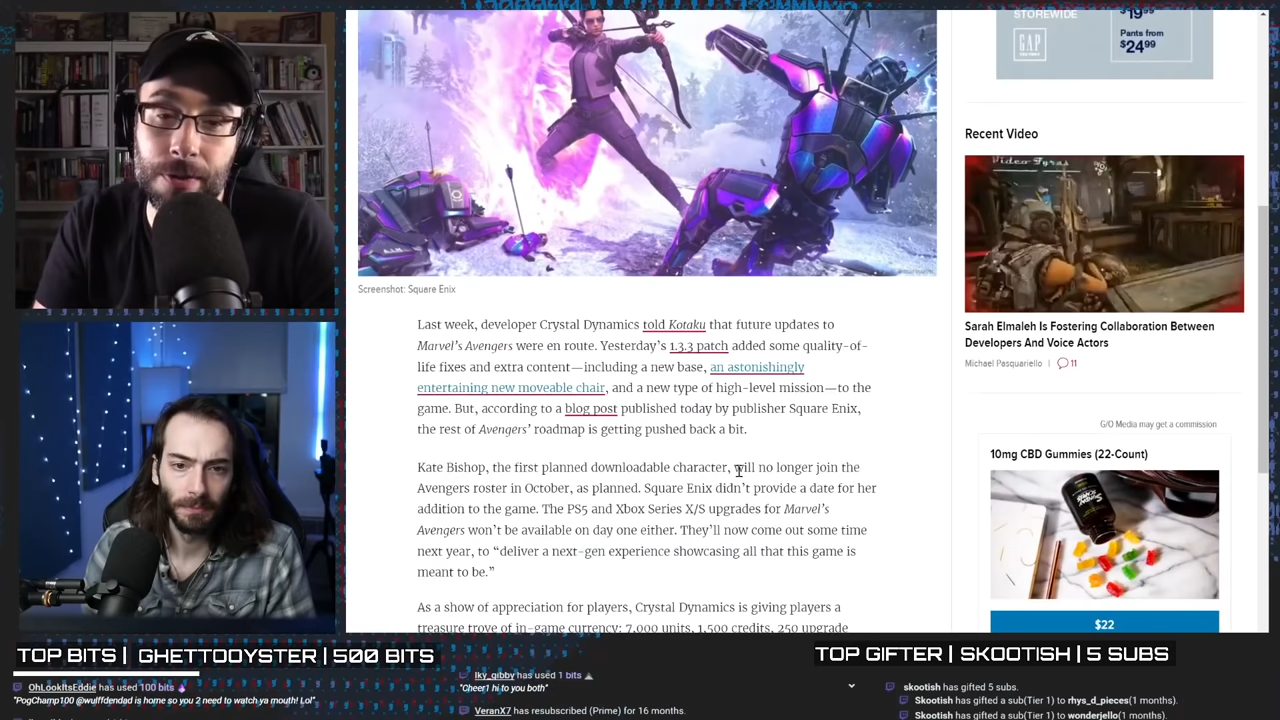 STOREWIDE
$19⁹⁹
Pants from
$24⁹⁹
GAP
FACTORY
Screenshot: Square Enix
Last week, developer Crystal Dynamics told Kotaku that future updates to
Marvel’s Avengers were en route. Yesterday’s 1.3.3 patch added some quality-of-
life fixes and extra content—including a new base, an astonishingly
entertaining new moveable chair, and a new type of high-level mission—to the
game. But, according to a blog post published today by publisher Square Enix,
the rest of Avengers’ roadmap is getting pushed back a bit.
Kate Bishop, the first planned downloadable character, will no longer join the
Avengers roster in October, as planned. Square Enix didn’t provide a date for her
addition to the game. The PS5 and Xbox Series X/S upgrades for Marvel’s
Avengers won’t be available on day one either. They’ll now come out some time
next year, to “deliver a next-gen experience showcasing all that this game is
meant to be.”
As a show of appreciation for players, Crystal Dynamics is giving players a
treasure trove of in-game currency: 7,000 units, 1,500 credits, 250 upgrade
Recent Video
Sarah Elmaleh Is Fostering Collaboration Between
Developers And Voice Actors
Michael Pasquariello | 11
G/O Media may get a commission
10mg CBD Gummies (22-Count)
$22
TOP BITS | GHETTODYSTER | 500 BITS
OhLookItsEddie has used 100 bits
"PogChamp100 @wulffdendad is home so you 2 need to watch ya mouth! Lol"
Iky_gibby has used 1 bits
"Cheer1 hi to you both"
VeranX7 has resubscribed (Prime) for 16 months.
TOP GIFTER | SKOOTISH | 5 SUBS
skootish has gifted 5 subs.
Skootish has gifted a sub(Tier 1) to rhys_d_pieces(1 months).
Skootish has gifted a sub(Tier 1) to wonderjello(1 months).